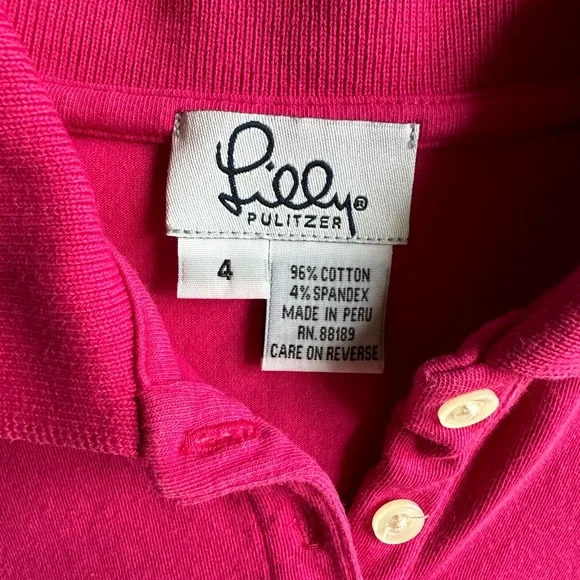 Lilly®
PULITZER
4
96% COTTON
4% SPANDEX
MADE IN PERU
RN. 88189
CARE ON REVERSE